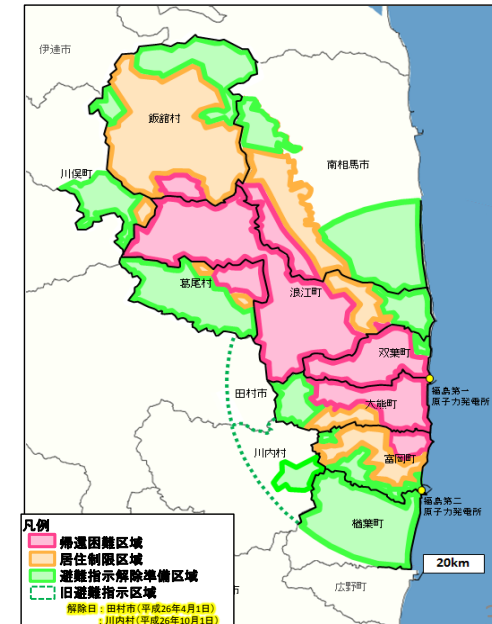 伊達市
飯舘村
川俣町
南相馬市
葛尾村
浪江町
双葉町
福島第一
原子力発電所
田村市
大熊町
川内村
富岡町
福島第二
原子力発電所
楢葉町
凡例
帰還困難区域
居住制限区域
避難指示解除準備区域
旧避難指示区域
解除日:田村市(平成26年4月1日)
:川内村(平成26年10月1日)
市
広野町
20km